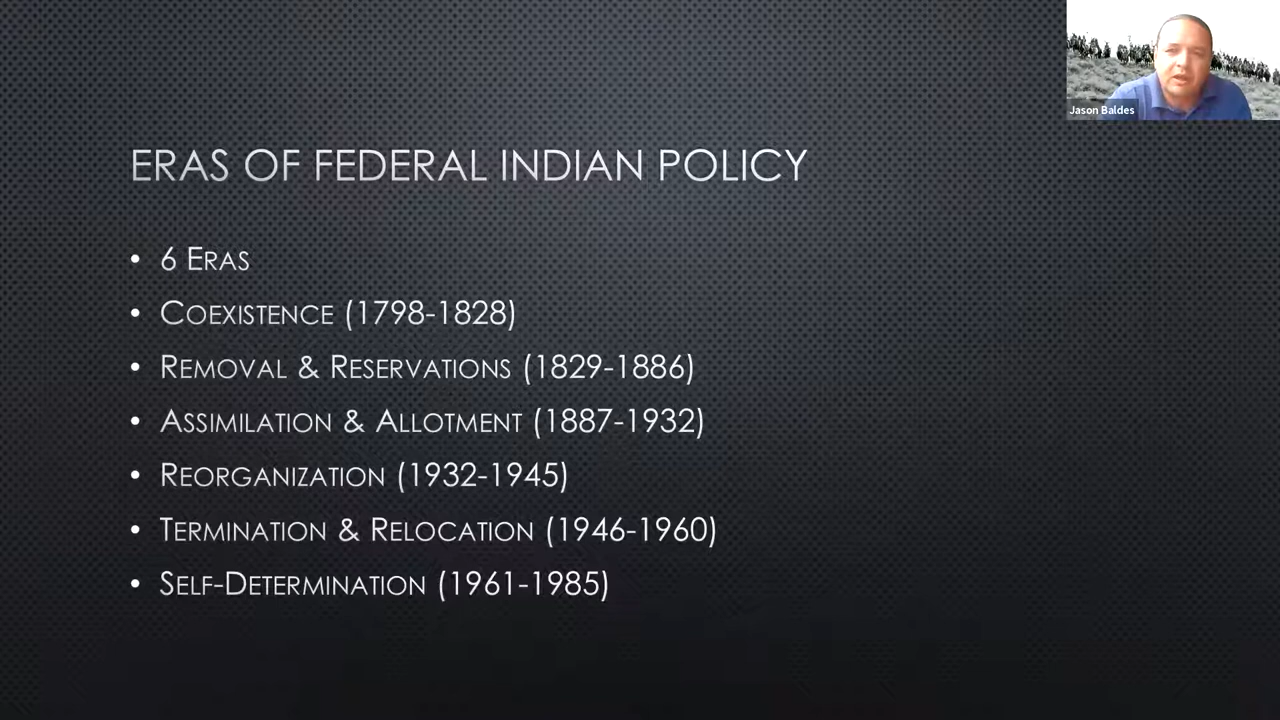 Jason Baldes
ERAS OF FEDERAL INDIAN POLICY
• 6 ERAS
• COEXISTENCE (1798-1828)
• REMOVAL & RESERVATIONS (1829-1886)
• ASSIMILATION & ALLOTMENT (1887-1932)
• REORGANIZATION (1932-1945)
• TERMINATION & RELOCATION (1946-1960)
• SELF-DETERMINATION (1961-1985)